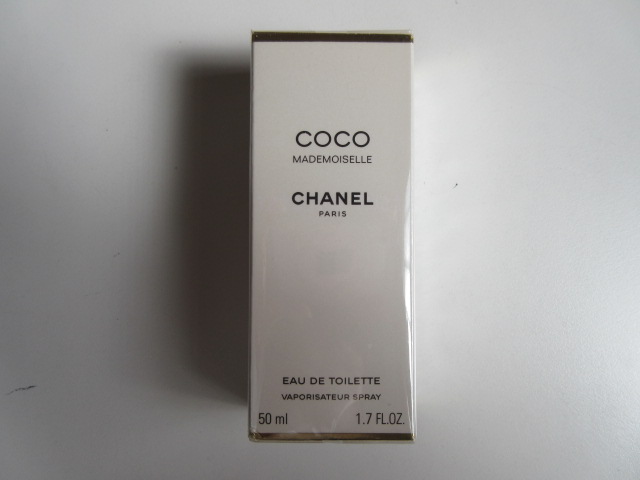 COCO
MADEMOISELLE
CHANEL
PARIS
EAU DE TOILETTE
VAPORISATEUR SPRAY
50 ml 1.7 FL.OZ.